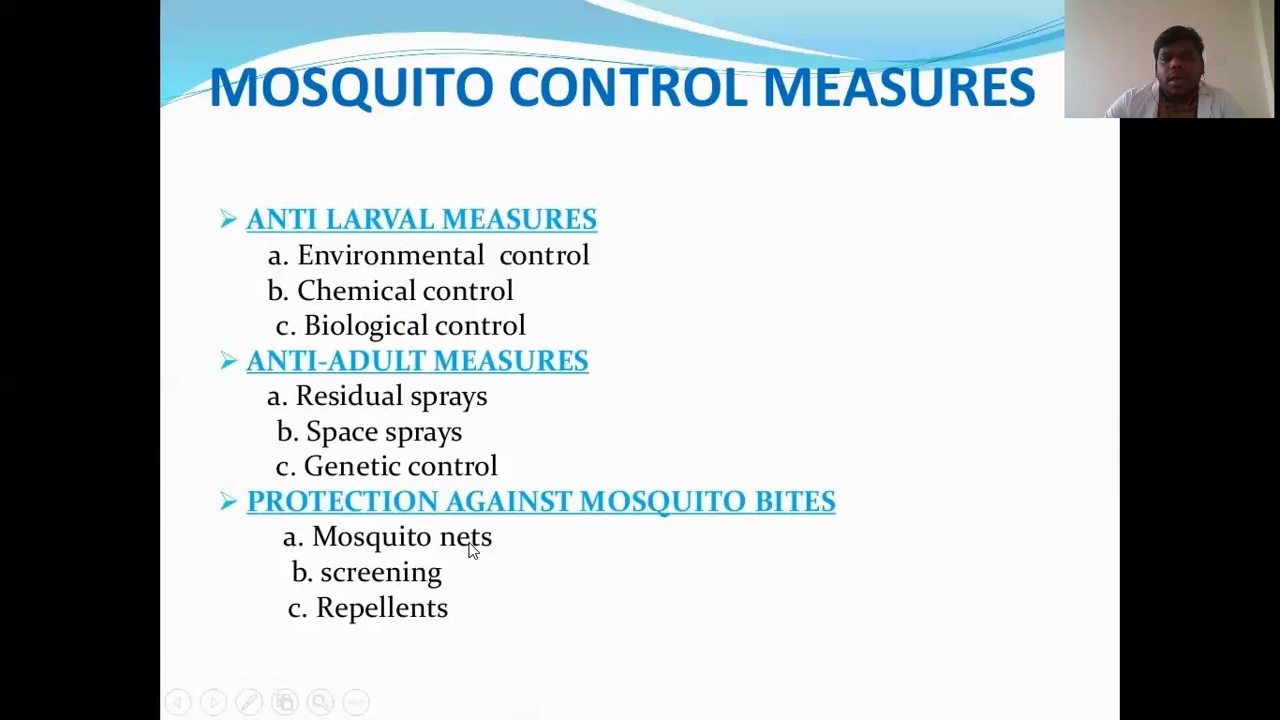 MOSQUITO CONTROL MEASURES
ANTI LARVAL MEASURES
a. Environmental control
b. Chemical control
c. Biological control
ANTI-ADULT MEASURES
a. Residual sprays
b. Space sprays
c. Genetic control
PROTECTION AGAINST MOSQUITO BITES
a. Mosquito nets
b. screening
c. Repellents